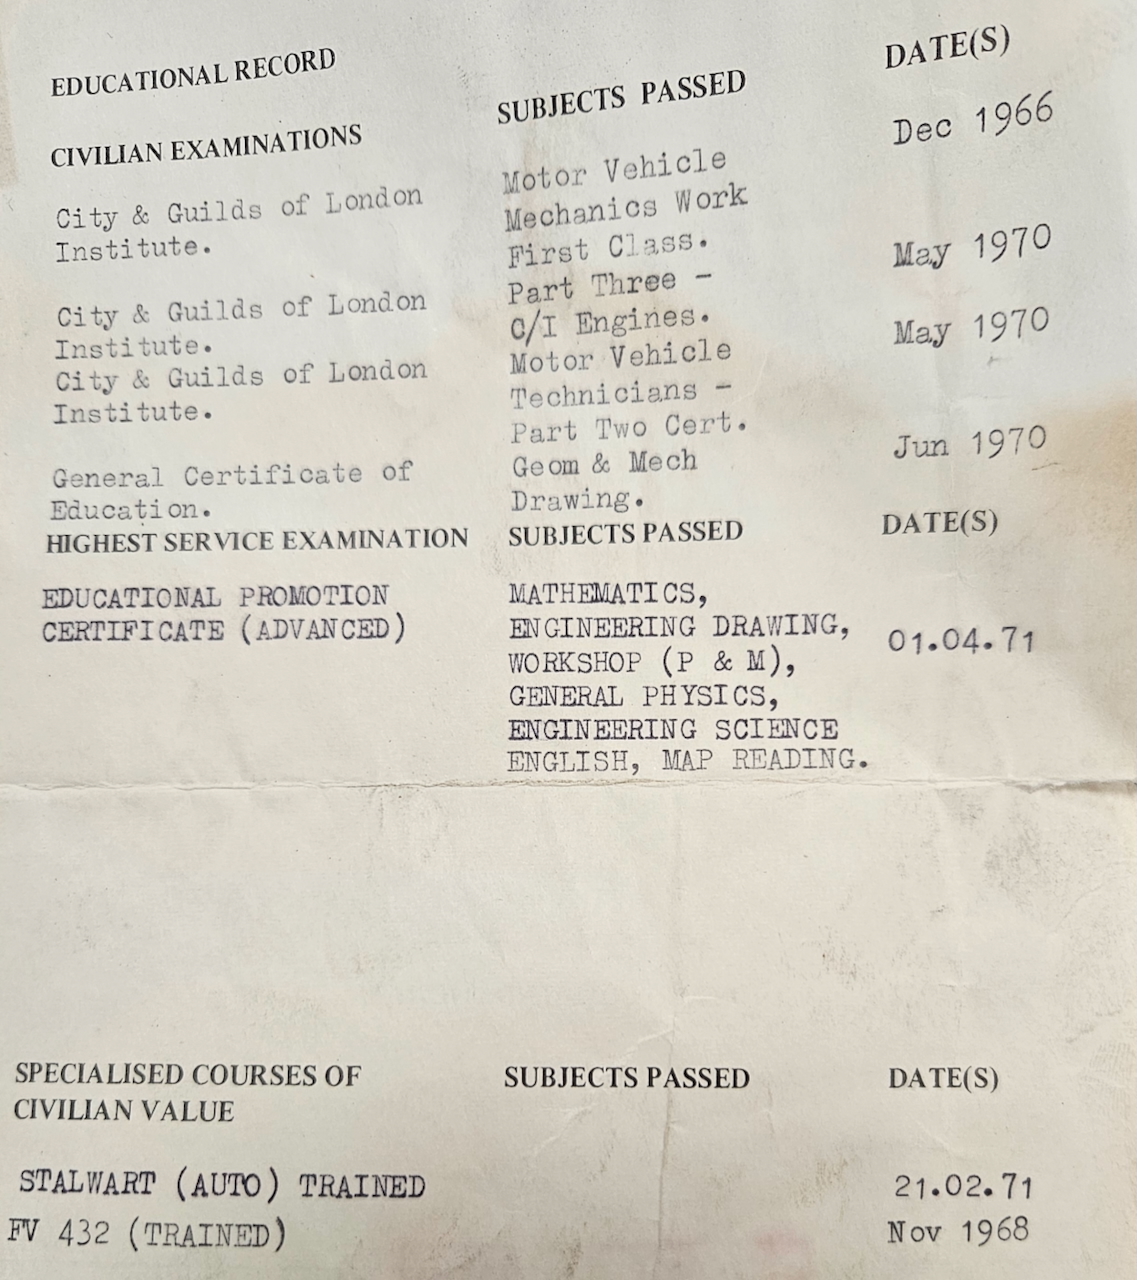 EDUCATIONAL RECORD
DATE(S)
CIVILIAN EXAMINATIONS
SUBJECTS PASSED
City & Guilds of London
Institute.
Motor Vehicle
Mechanics Work
First Class.
Dec 1966
City & Guilds of London
Institute.
Part Three -
C/I Engines.
May 1970
City & Guilds of London
Institute.
Motor Vehicle
Technicians -
Part Two Cert.
May 1970
General Certificate of
Education.
Geom & Mech
Drawing.
Jun 1970
HIGHEST SERVICE EXAMINATION
SUBJECTS PASSED
DATE(S)
EDUCATIONAL PROMOTION
CERTIFICATE (ADVANCED)
MATHEMATICS,
ENGINEERING DRAWING,
WORKSHOP (P & M),
GENERAL PHYSICS,
ENGINEERING SCIENCE
ENGLISH, MAP READING.
01.04.71
SPECIALISED COURSES OF
CIVILIAN VALUE
SUBJECTS PASSED
DATE(S)
STALWART (AUTO) TRAINED
21.02.71
FV 432 (TRAINED)
Nov 1968